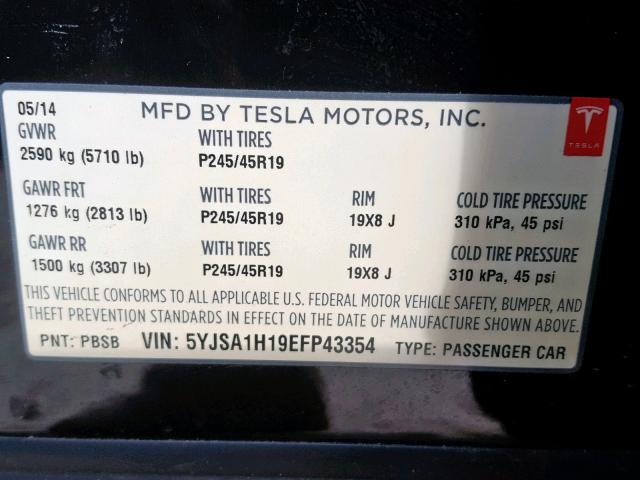 05/14 MFD BY TESLA MOTORS, INC.
TESLA
GVWR WITH TIRES
2590 kg (5710 lb) P245/45R19
GAWR FRT WITH TIRES RIM COLD TIRE PRESSURE
1276 kg (2813 lb) P245/45R19 19X8 J 310 kPa, 45 psi
GAWR RR WITH TIRES RIM COLD TIRE PRESSURE
1500 kg (3307 lb) P245/45R19 19X8 J 310 kPa, 45 psi
THIS VEHICLE CONFORMS TO ALL APPLICABLE U.S. FEDERAL MOTOR VEHICLE SAFETY, BUMPER, AND
THEFT PREVENTION STANDARDS IN EFFECT ON THE DATE OF MANUFACTURE SHOWN ABOVE.
PNT: PBSB VIN: 5YJSA1H19EFP43354 TYPE: PASSENGER CAR